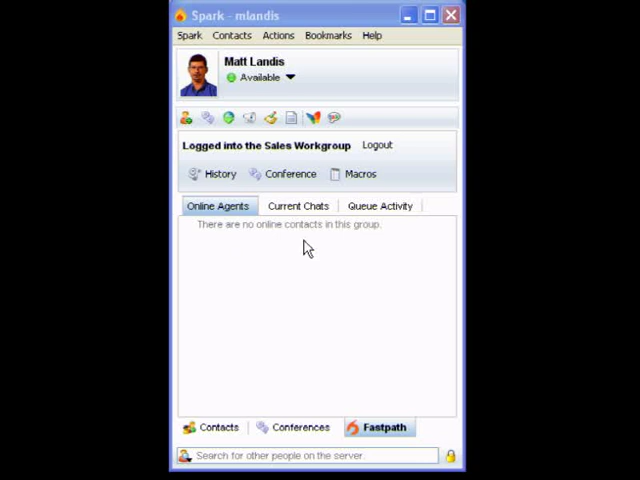 Spark - mlandis
Spark Contacts Actions Bookmarks Help
Matt Landis
Available
Logged into the Sales Workgroup Logout
History Conference Macros
Online Agents Current Chats Queue Activity
There are no online contacts in this group.
Contacts Conferences Fastpath
Search for other people on the server.